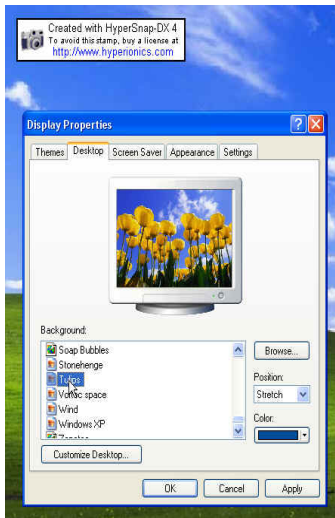 Created with HyperSnap-DX 4
To avoid this stamp, buy a license at
http://www.hyperionics.com
Display Properties
Themes Desktop Screen Saver Appearance Settings
Background:
Soap Bubbles
Stonehenge
Tulips
space
Wind
Windows XP
Browse...
Position:
Stretch
Color:
Customize Desktop...
OK Cancel Apply